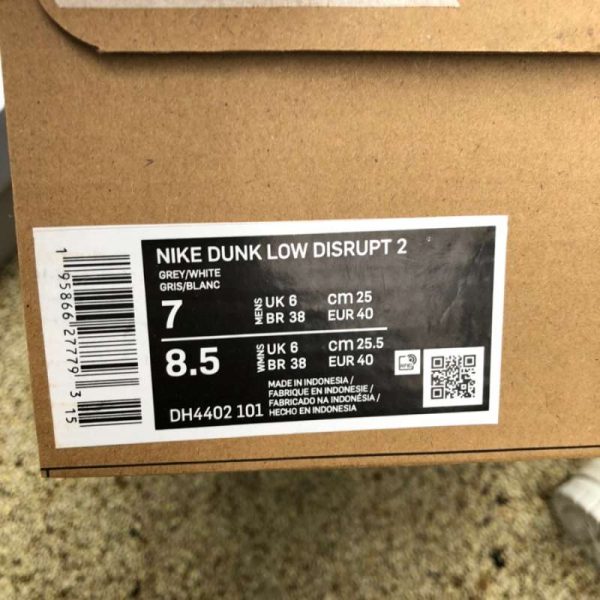 NIKE DUNK LOW DISRUPT 2
GREY/WHITE
GRIS/BLANC
7 MENS UK 6 cm 25
BR 38 EUR 40
8.5 WMNS UK 6 cm 25.5
BR 38 EUR 40
MADE IN INDONESIA /
FABRIQUE EN INDONESIE /
FABRICADO NA INDONÉSIA /
DH4402 101 HECHO EN INDONESIA
1 95866 27779 3 15